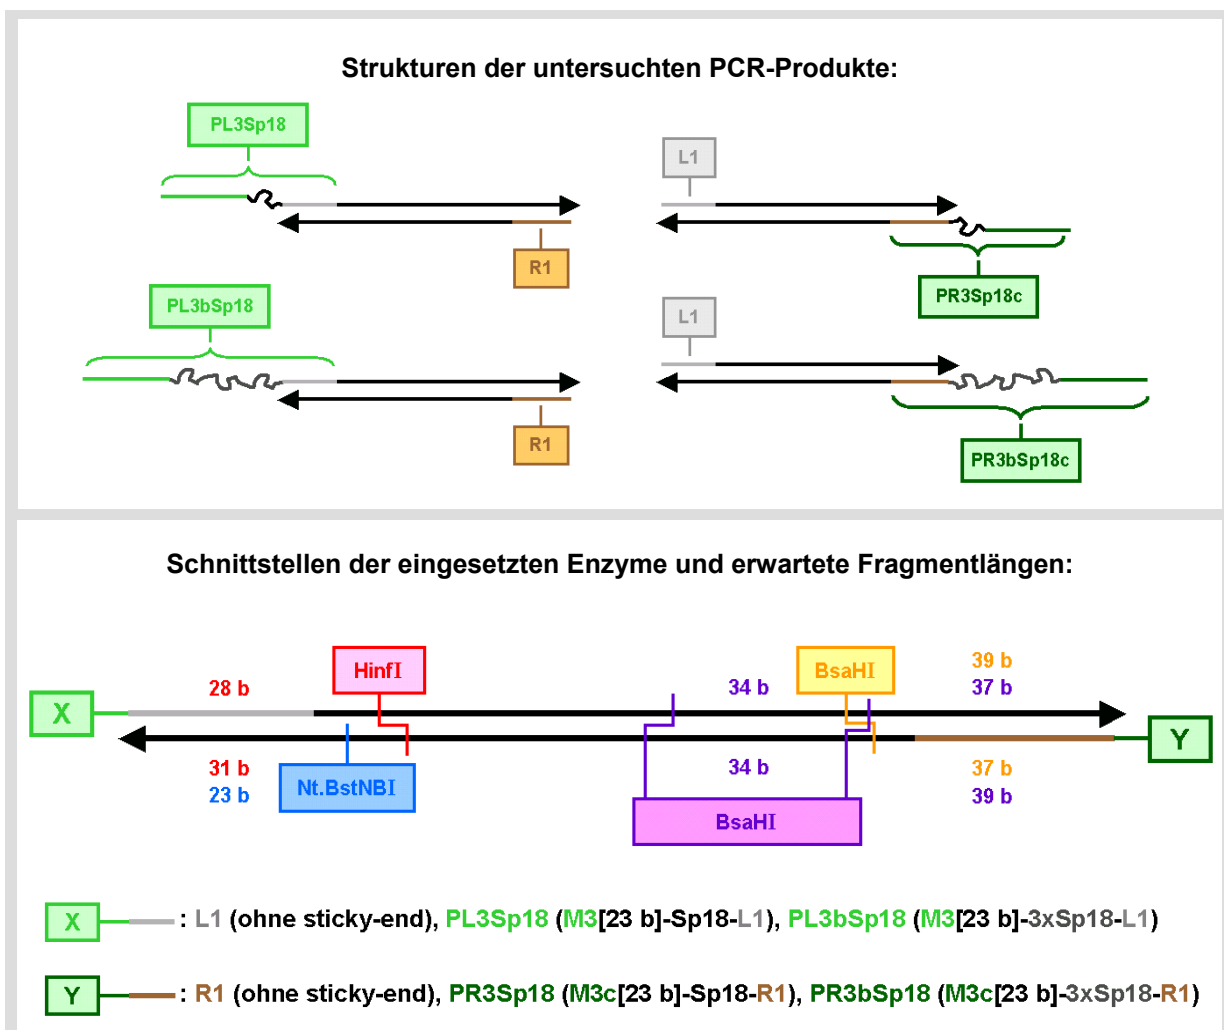 Strukturen der untersuchten PCR-Produkte:
PL3Sp18
L1
R1
PR3Sp18c
PL3bSp18
L1
R1
PR3bSp18c
Schnittstellen der eingesetzten Enzyme und erwartete Fragmentlängen:
HinfI
BsaHI
39 b
28 b
34 b
37 b
X
Y
31 b
34 b
37 b
23 b
Nt.BstNBI
39 b
BsaHI
X : L1 (ohne sticky-end), PL3Sp18 (M3[23 b]-Sp18-L1), PL3bSp18 (M3[23 b]-3xSp18-L1)
Y : R1 (ohne sticky-end), PR3Sp18 (M3c[23 b]-Sp18-R1), PR3bSp18 (M3c[23 b]-3xSp18-R1)